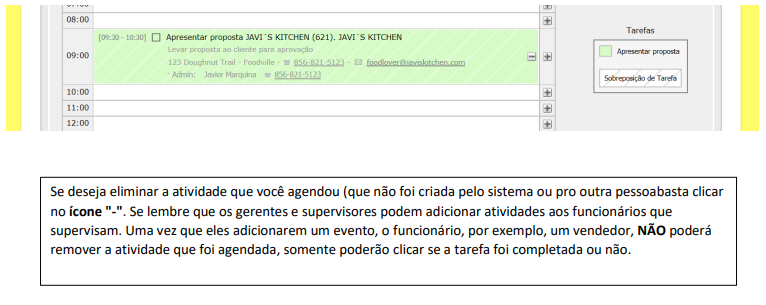 08:00
Tarefas
[09:30 - 10:30] Apresentar proposta JAVI´S KITCHEN (621). JAVI´S KITCHEN
Levar proposta ao cliente para aprovação
Apresentar proposta
09:00
123 Doughnut Trail - Foodville - 856-821-5123 - foodlover@javiskitchen.com
' Admin: Javier Marquina 856-821-5123
Sobreposição de Tarefa
10:00
11:00
12:00
Se deseja eliminar a atividade que você agendou (que não foi criada pelo sistema ou pro outra pessoabasta clicar
no ícone "-". Se lembre que os gerentes e supervisores podem adicionar atividades aos funcionários que
supervisam. Uma vez que eles adicionarem um evento, o funcionário, por exemplo, um vendedor, NÃO poderá
remover a atividade que foi agendada, somente poderão clicar se a tarefa foi completada ou não.